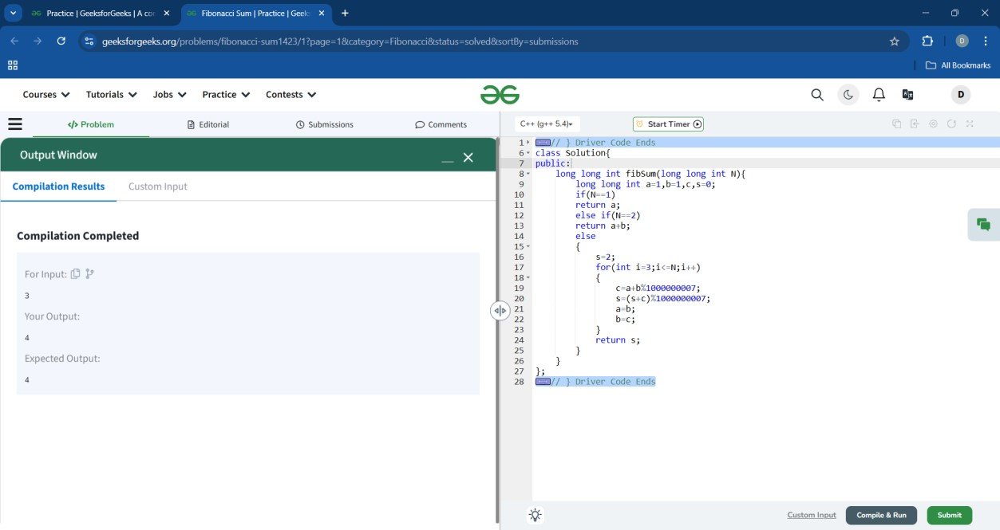 Practice | GeeksforGeeks | A cor
Fibonacci Sum | Practice | Geek
geeksforgeeks.org/problems/fibonacci-sum1423/1?page=1&category=Fibonacci&status=solved&sortBy=submissions
D
All Bookmarks
Courses Tutorials Jobs Practice Contests
D
Problem Editorial Submissions Comments
Output Window
Compilation Results Custom Input
Compilation Completed
For Input:
3
Your Output:
4
Expected Output:
4
C++ (g++ 5.4) Start Timer
1 // } Driver Code Ends
6 class Solution{
7 public:
8 long long int fibSum(long long int N){
9 long long int a=1,b=1,c,s=0;
10 if(N==1)
11 return a;
12 else if(N==2)
13 return a+b;
14 else
15 {
16 s=2;
17 for(int i=3;i<=N;i++)
18 {
19 c=a+b%1000000007;
20 s=(s+c)%1000000007;
21 a=b;
22 b=c;
23 }
24 return s;
25 }
26 }
27 };
28 // } Driver Code Ends
Custom Input Compile & Run Submit